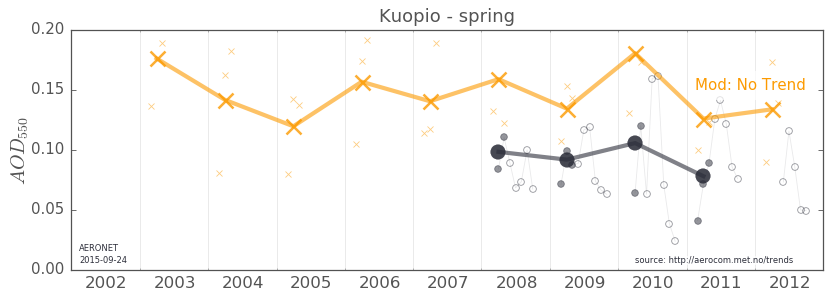 Kuopio - spring
0.20
0.15
0.10
0.05
0.00
AOD550
Mod: No Trend
AERONET
2015-09-24
source: http://aerocom.met.no/trends
2002 2003 2004 2005 2006 2007 2008 2009 2010 2011 2012